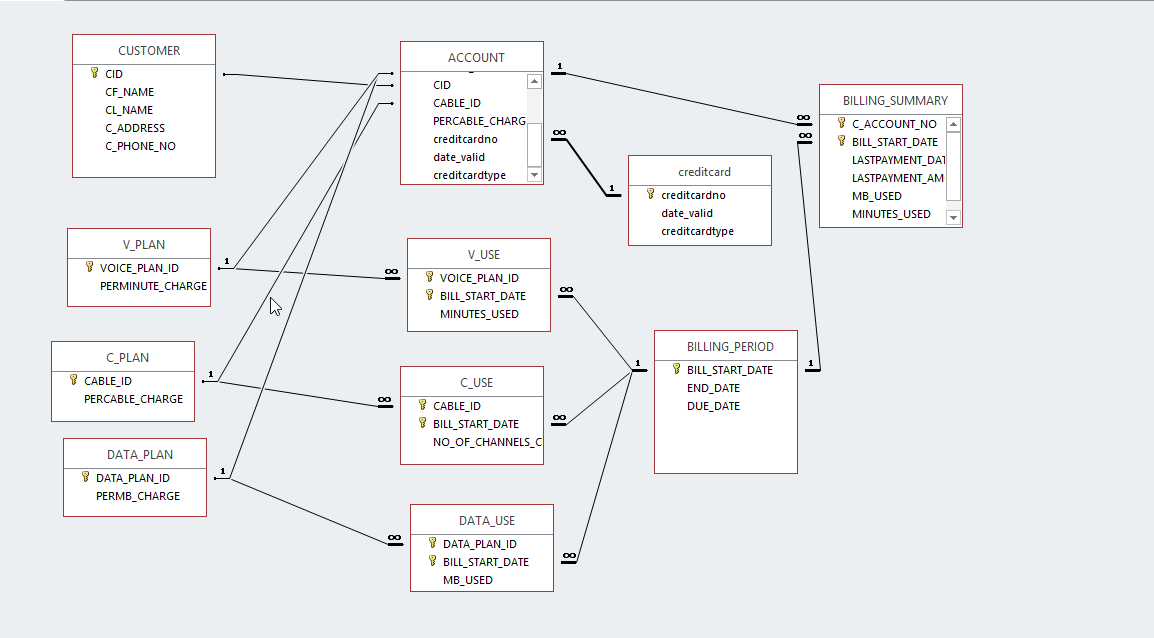 CUSTOMER
CID
CF_NAME
CL_NAME
C_ADDRESS
C_PHONE_NO
ACCOUNT
CID
CABLE_ID
PERCABLE_CHARG
creditcardno
date_valid
creditcardtype
1
∞
BILLING_SUMMARY
C_ACCOUNT_NO
BILL_START_DATE
LASTPAYMENT_DAT
LASTPAYMENT_AM
MB_USED
MINUTES_USED
∞
∞
creditcard
creditcardno
date_valid
creditcardtype
1
V_PLAN
VOICE_PLAN_ID
PERMINUTE_CHARGE
1
V_USE
VOICE_PLAN_ID
BILL_START_DATE
MINUTES_USED
∞
∞
C_PLAN
CABLE_ID
PERCABLE_CHARGE
1
C_USE
CABLE_ID
BILL_START_DATE
NO_OF_CHANNELS_C
∞
∞
BILLING_PERIOD
BILL_START_DATE
END_DATE
DUE_DATE
1
1
DATA_PLAN
DATA_PLAN_ID
PERMB_CHARGE
1
DATA_USE
DATA_PLAN_ID
BILL_START_DATE
MB_USED
∞
∞